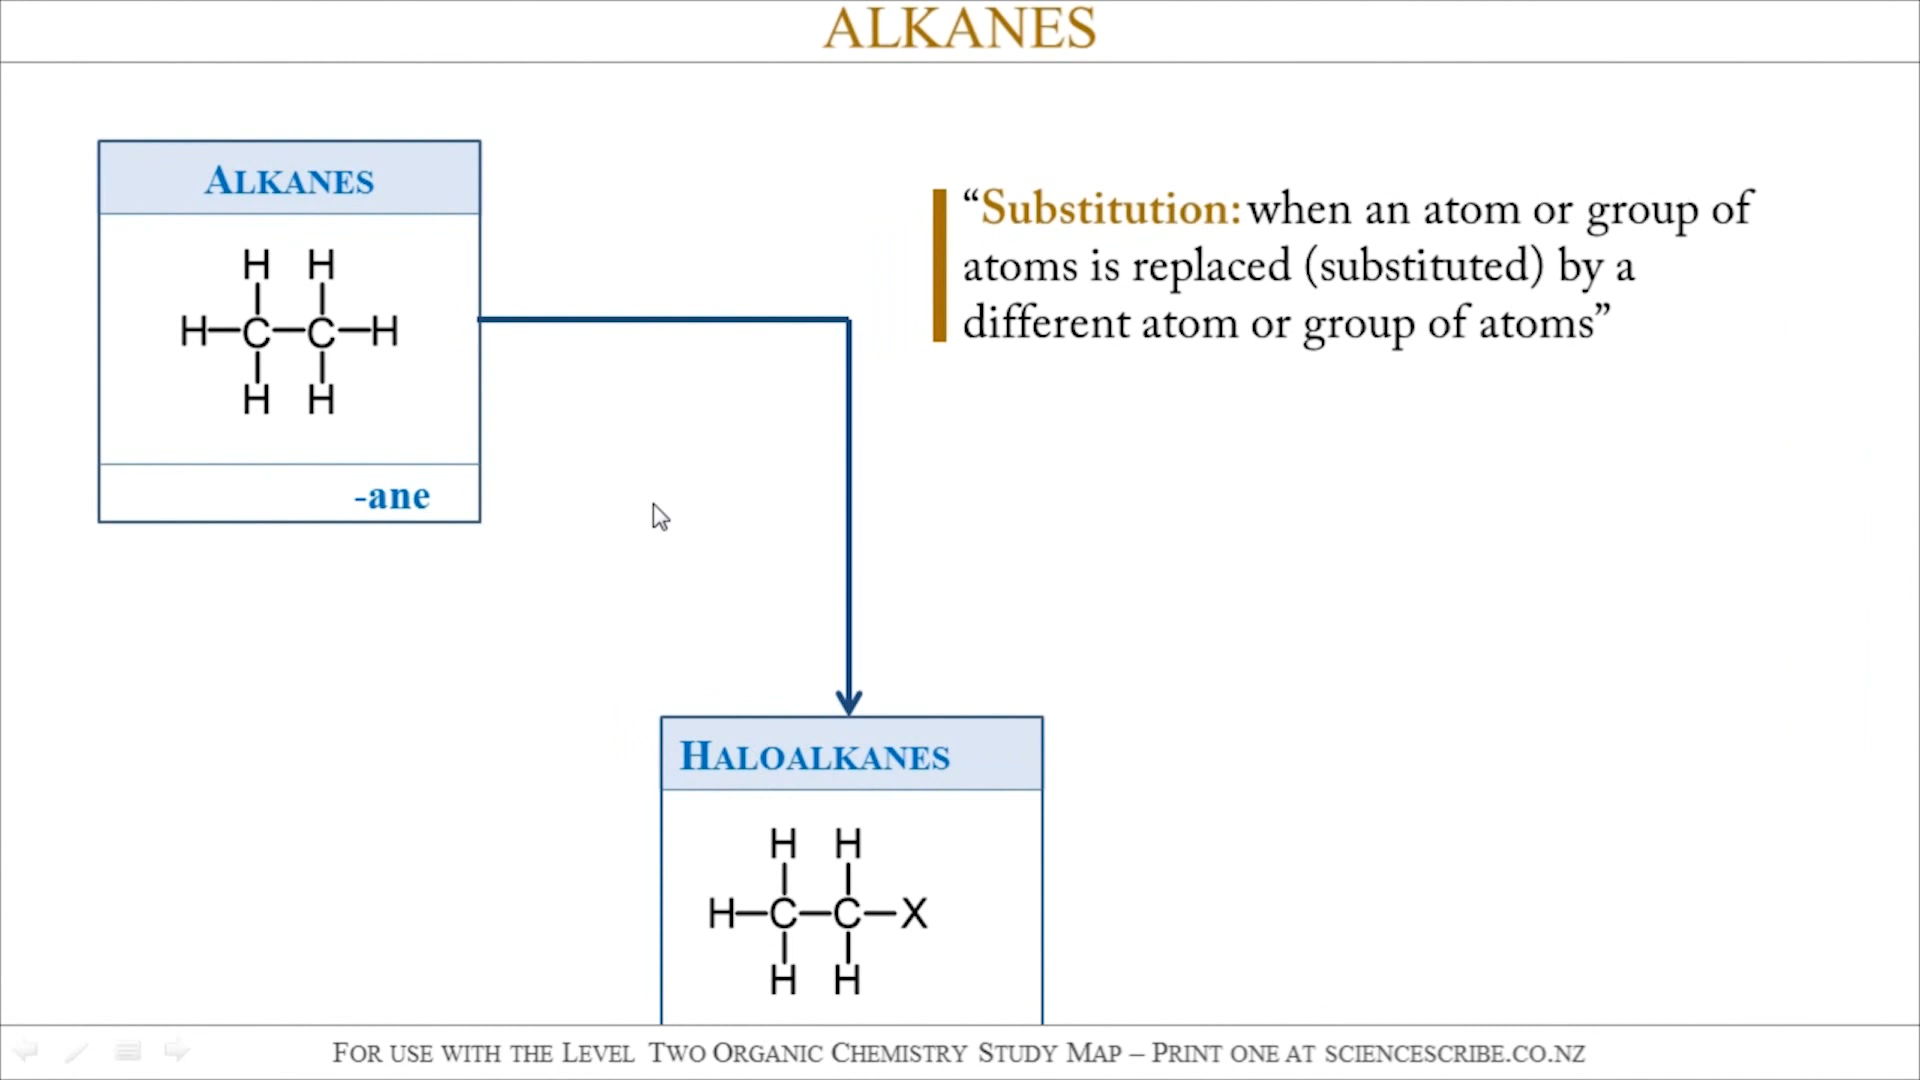 ALKANES
ALKANES
“Substitution: when an atom or group of
atoms is replaced (substituted) by a
different atom or group of atoms”
H H
H–C–C–H
H H
-ane
HALOALKANES
H H
H–C–C–X
H H
FOR USE WITH THE LEVEL TWO ORGANIC CHEMISTRY STUDY MAP – PRINT ONE AT SCIENCESCRIBE.CO.NZ